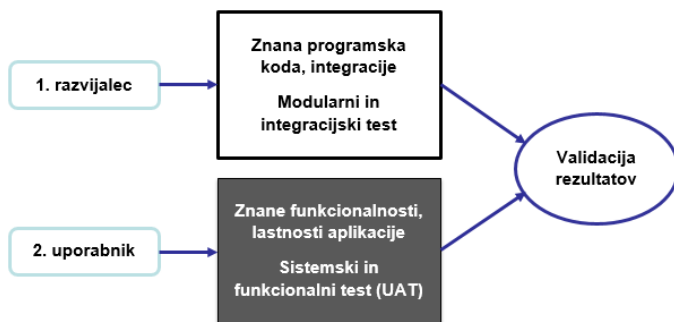 1. razvijalec
Znana programska
koda, integracije
Modularni in
integracijski test
2. uporabnik
Znane funkcionalnosti,
lastnosti aplikacije
Sistemski in
funkcionalni test (UAT)
Validacija
rezultatov